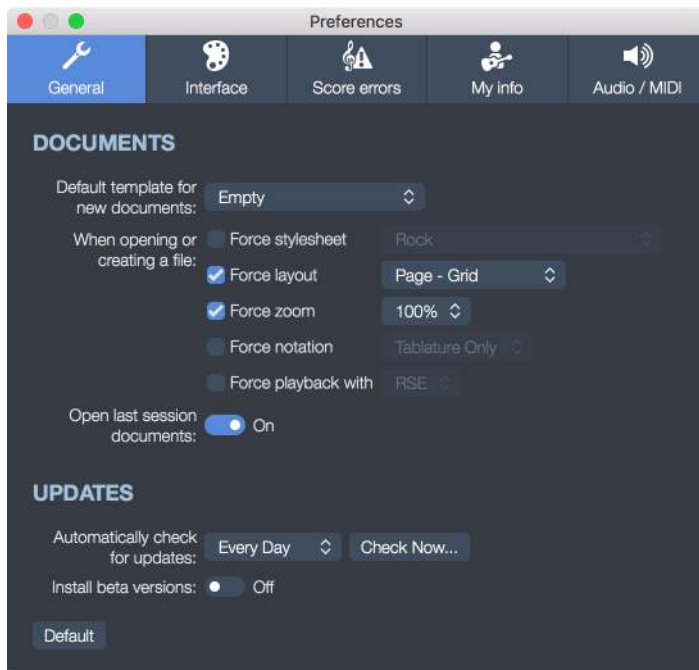 Preferences
General Interface Score errors My info Audio / MIDI
DOCUMENTS
Default template for
new documents: Empty
When opening or
creating a file: Force stylesheet Rock
Force layout Page - Grid
Force zoom 100%
Force notation Tablature Only
Force playback with RSE
Open last session
documents: On
UPDATES
Automatically check
for updates: Every Day Check Now...
Install beta versions: Off
Default